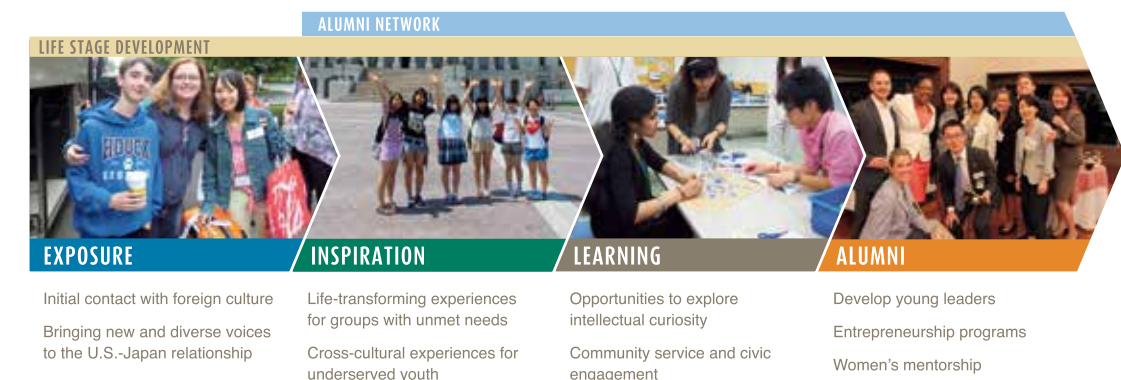 ALUMNI NETWORK
LIFE STAGE DEVELOPMENT
EXPOSURE
Initial contact with foreign culture
Bringing new and diverse voices
to the U.S.-Japan relationship
INSPIRATION
Life-transforming experiences
for groups with unmet needs
Cross-cultural experiences for
underserved youth
LEARNING
Opportunities to explore
intellectual curiosity
Community service and civic
engagement
ALUMNI
Develop young leaders
Entrepreneurship programs
Women's mentorship